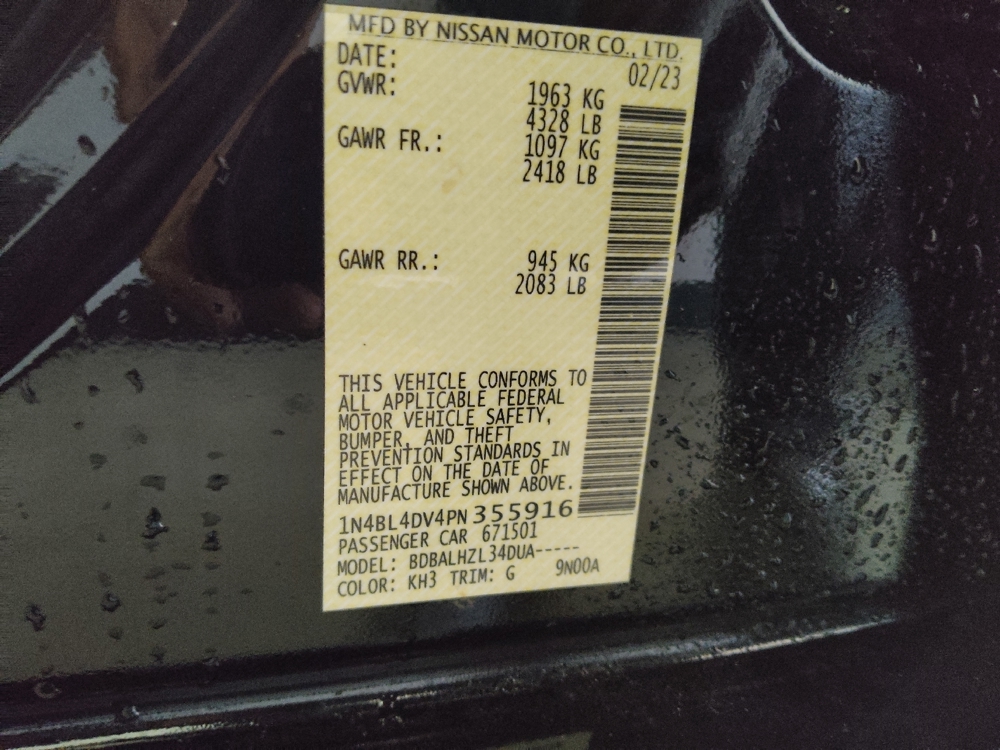 MFD BY NISSAN MOTOR CO., LTD.
DATE: 02/23
GVWR: 1963 KG
4328 LB
GAWR FR.: 1097 KG
2418 LB
GAWR RR.: 945 KG
2083 LB
THIS VEHICLE CONFORMS TO
ALL APPLICABLE FEDERAL
MOTOR VEHICLE SAFETY,
BUMPER, AND THEFT
PREVENTION STANDARDS IN
EFFECT ON THE DATE OF
MANUFACTURE SHOWN ABOVE.
1N4BL4DV4PN355916
PASSENGER CAR 671501
MODEL: BDBALHZL34DUA-----
COLOR: KH3 TRIM: G 9N00A